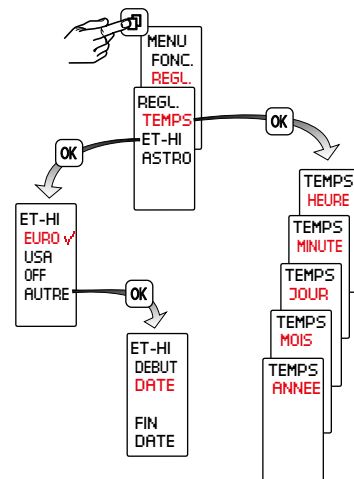 MENU
FONC.
REGL.
REGL.
TEMPS
ET-HI
ASTRO
OK
OK
ET-HI
EURO
USA
OFF
AUTRE
OK
ET-HI
DEBUT
DATE
FIN
DATE
TEMPS
HEURE
TEMPS
MINUTE
TEMPS
JOUR
TEMPS
MOIS
TEMPS
ANNEE